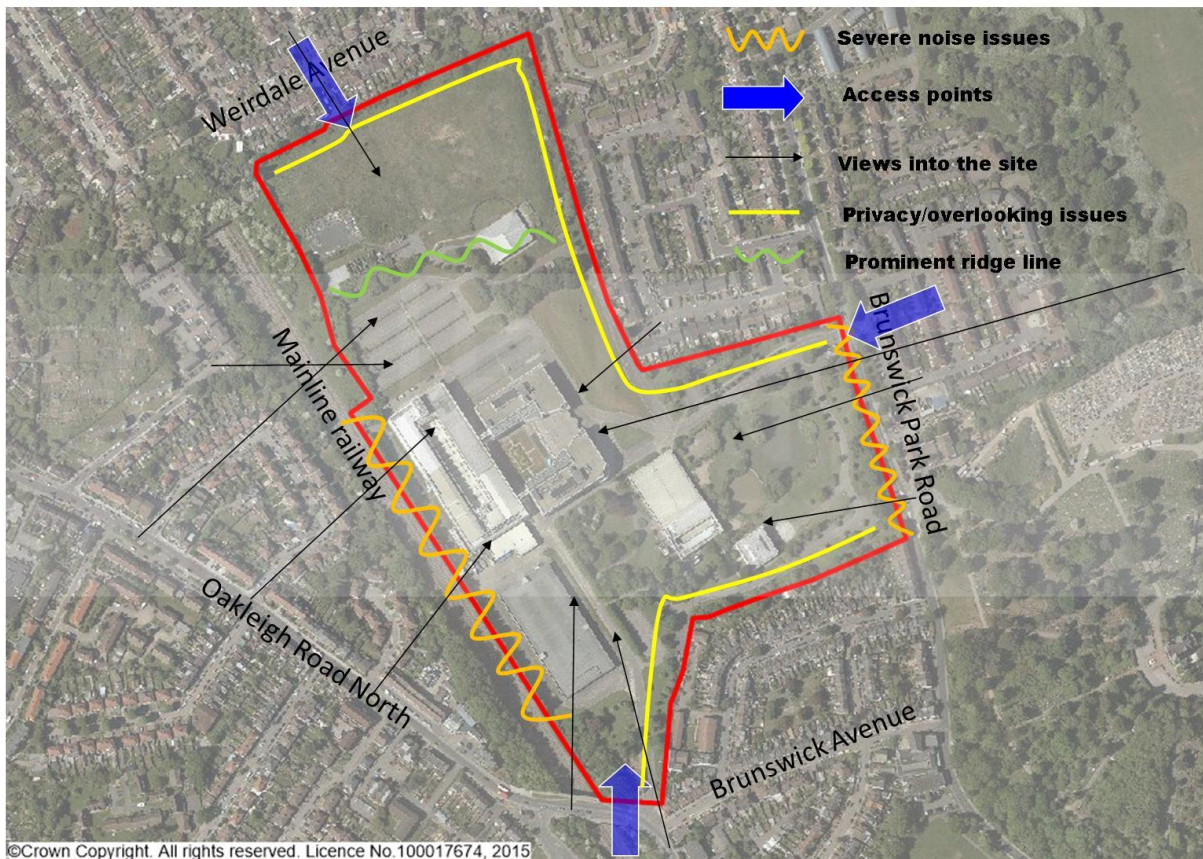 Weirdale Avenue
Severe noise issues
Access points
Views into the site
Privacy/overlooking issues
Prominent ridge line
Mainline railway
Brunswick Park Road
Oakleigh Road North
Brunswick Avenue
©Crown Copyright. All rights reserved. Licence No.100017674, 2015